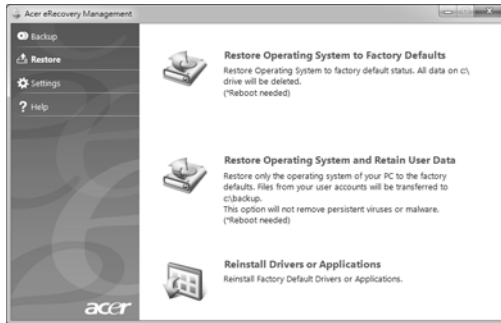 Acer eRecovery Management
Backup
Restore
Settings
Help
Restore Operating System to Factory Defaults
Restore Operating System to factory default status. All data on c:\
drive will be deleted.
(*Reboot needed)
Restore Operating System and Retain User Data
Restore only the operating system of your PC to the factory
defaults. Files from your user accounts will be transferred to
c:\backup.
This option will not remove persistent viruses or malware.
(*Reboot needed)
Reinstall Drivers or Applications
Reinstall Factory Default Drivers or Applications.
acer